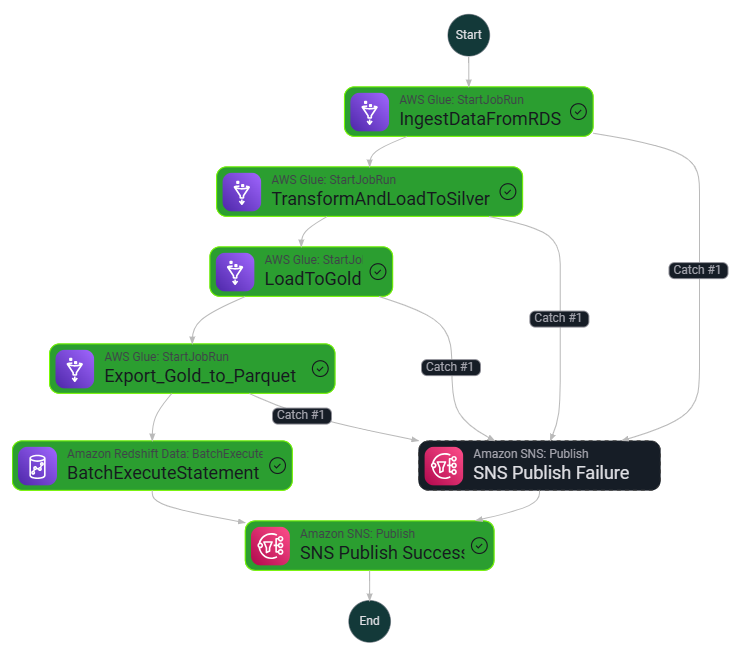 Start
AWS Glue: StartJobRun
IngestDataFromRDS
AWS Glue: StartJobRun
TransformAndLoadToSilver
AWS Glue: StartJo
LoadToGold
Catch #1
Catch #1
AWS Glue: StartJobRun
Export_Gold_to_Parquet
Catch #1
Catch #1
Amazon Redshift Data: BatchExecute
BatchExecuteStatement
Amazon SNS: Publish
SNS Publish Failure
Amazon SNS: Publish
SNS Publish Success
End